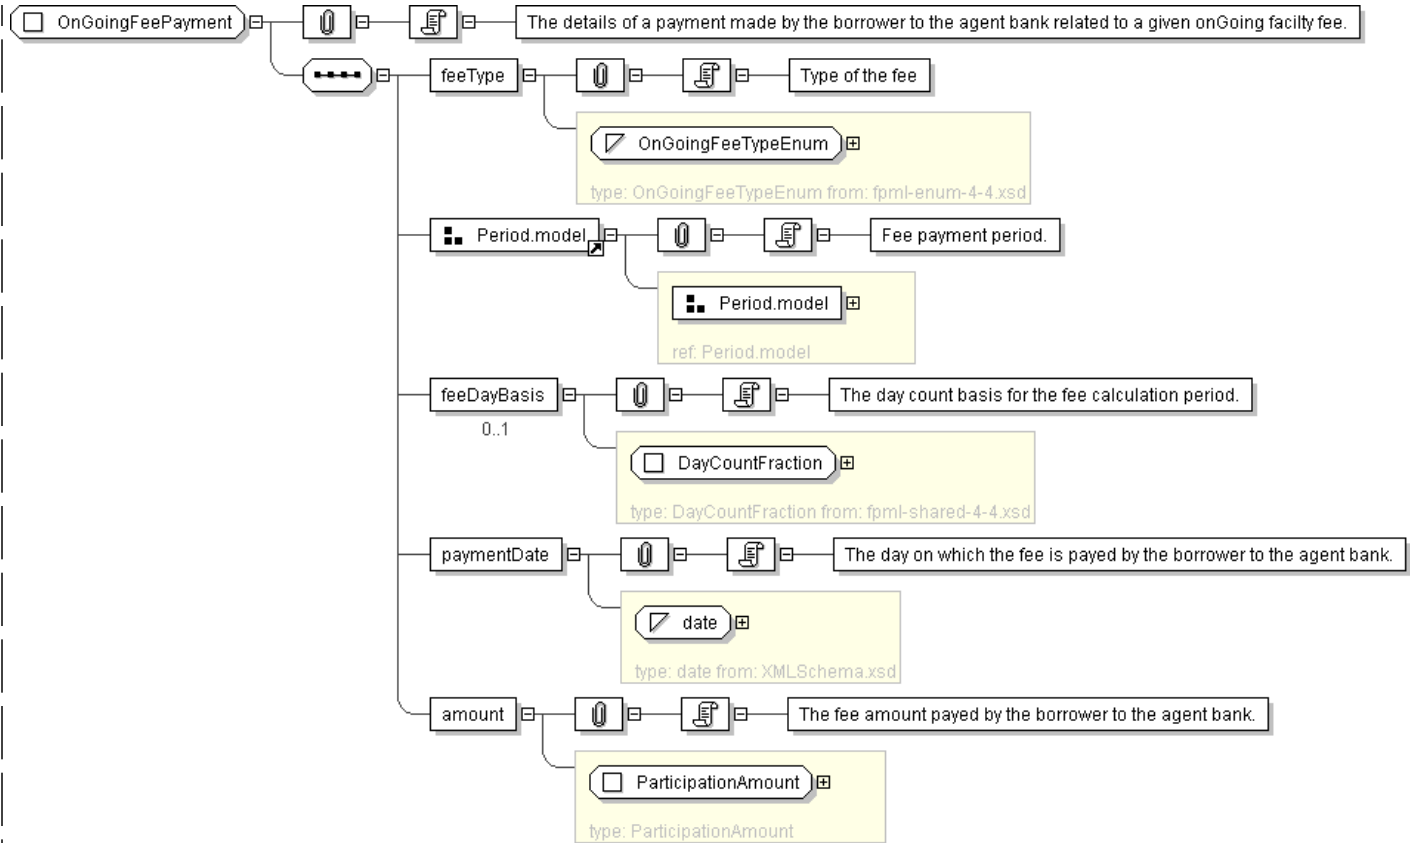 OnGoingFeePayment
The details of a payment made by the borrower to the agent bank related to a given onGoing facilty fee.
feeType
Type of the fee
OnGoingFeeTypeEnum
type: OnGoingFeeTypeEnum from: fpml-enum-4-4.xsd
Period.model
Fee payment period.
Period.model
ref: Period.model
feeDayBasis
The day count basis for the fee calculation period.
0..1
DayCountFraction
type: DayCountFraction from: fpml-shared-4-4.xsd
paymentDate
The day on which the fee is payed by the borrower to the agent bank.
date
type: date from: XMLSchema.xsd
amount
The fee amount payed by the borrower to the agent bank.
ParticipationAmount
type: ParticipationAmount